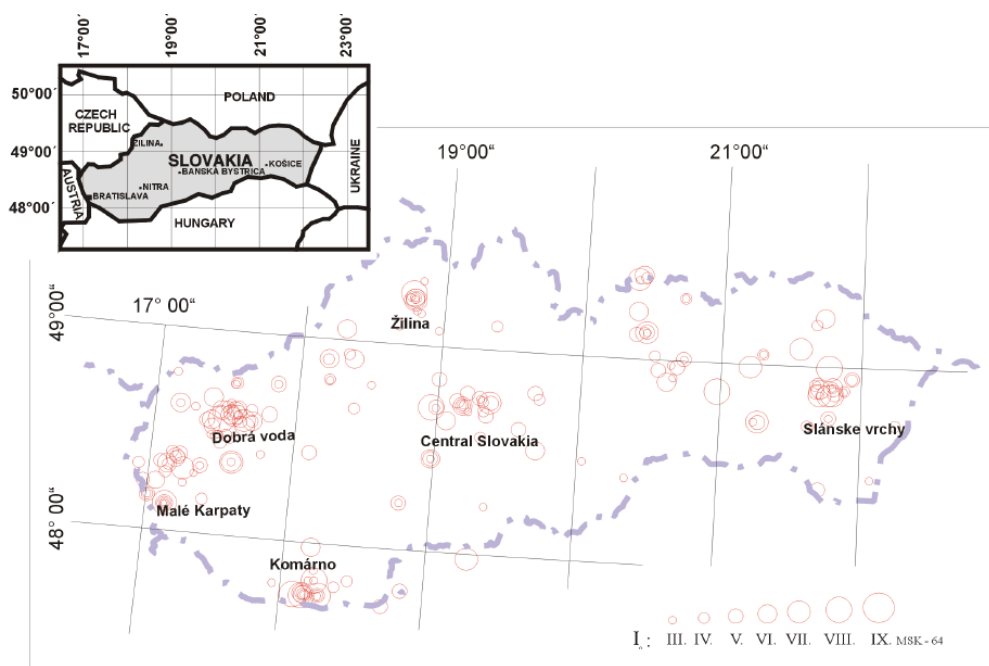 17°00´
19°00´
21°00´
23°00´
50°00´
49°00´
48°00´
POLAND
CZECH
REPUBLIC
ŽILINA
SLOVAKIA
KOŠICE
BANSKA BYSTRICA
NITRA
BRATISLAVA
AUSTRIA
HUNGARY
UKRAINE
19°00“
21°00“
17° 00“
49°00“
48°00“
Žilina
Dobrá voda
Central Slovakia
Slánske vrchy
Malé Karpaty
Komárno
I₀ : III. IV. V. VI. VII. VIII. IX. MSK - 64